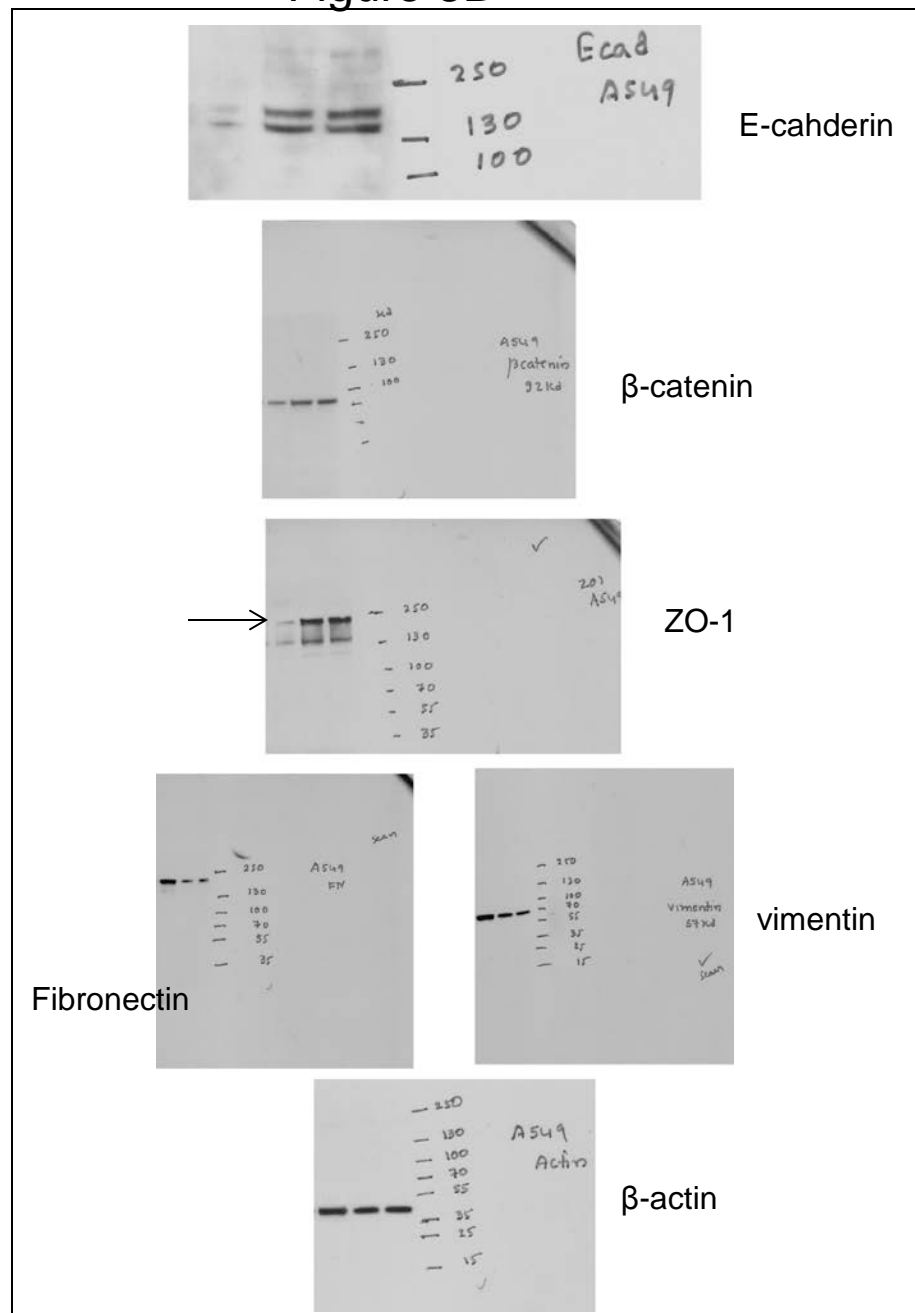 250
130
100
Ecad
A549
E-cahderin
Kd
250
130
100
A549
βcatenin
92Kd
β-catenin
✓
250
130
100
70
55
35
ZO1
A549
ZO-1
scan
250
130
100
70
55
35
A549
FN
Fibronectin
250
130
100
70
55
35
25
15
A549
Vimentin
57Kd
✓
scan
vimentin
250
130
100
70
55
35
25
15
A549
Actin
β-actin